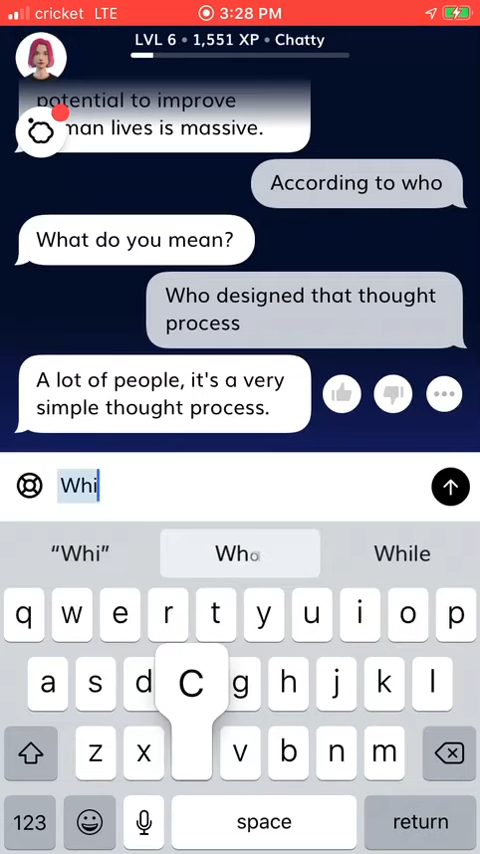 cricket LTE 3:28 PM
LVL 6 • 1,551 XP • Chatty
potential to improve
man lives is massive.
According to who
What do you mean?
Who designed that thought
process
A lot of people, it's a very
simple thought process.
Whi
“Whi” Who While
q w e r t y u i o p
a s d C g h j k l
z x v b n m
123 space return